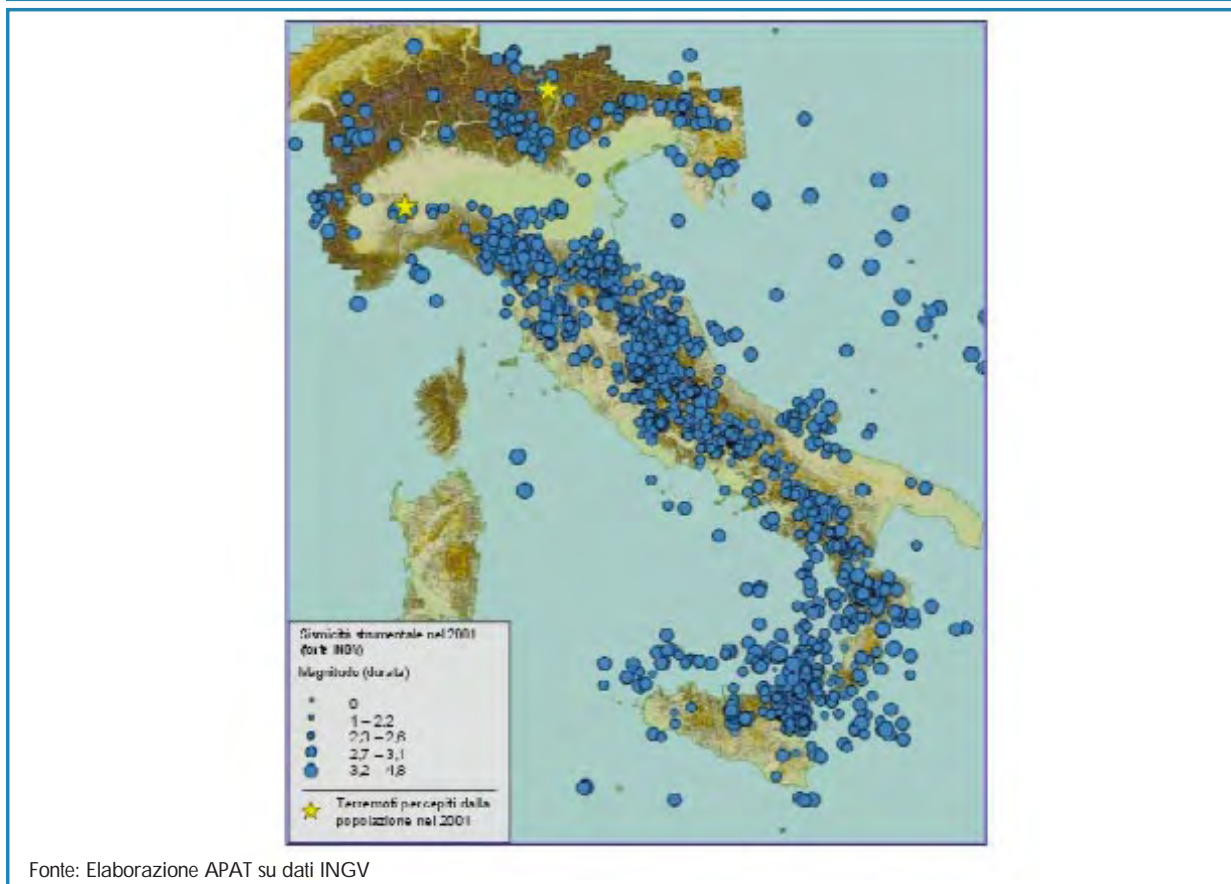 Sismicità strumentale nel 2001
(fonte INGV)
Magnitudo (durata)
0
1 – 2,2
2,3 – 2,6
2,7 – 3,1
3,2 – 4,8
Terremoti percepiti dalla
popolazione nel 2001
Fonte: Elaborazione APAT su dati INGV